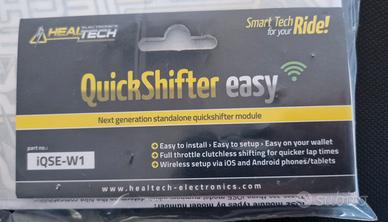 HEALTECH
ELECTRONICS
Smart Tech
for your Ride!
QuickShifter easy
Next generation standalone quickshifter module
part no.:
iQSE-W1
Easy to install › Easy to setup › Easy on your wallet
Full throttle clutchless shifting for quicker lap times
Wireless setup via iOS and Android phones/tablets
www.healtech-electronics.com